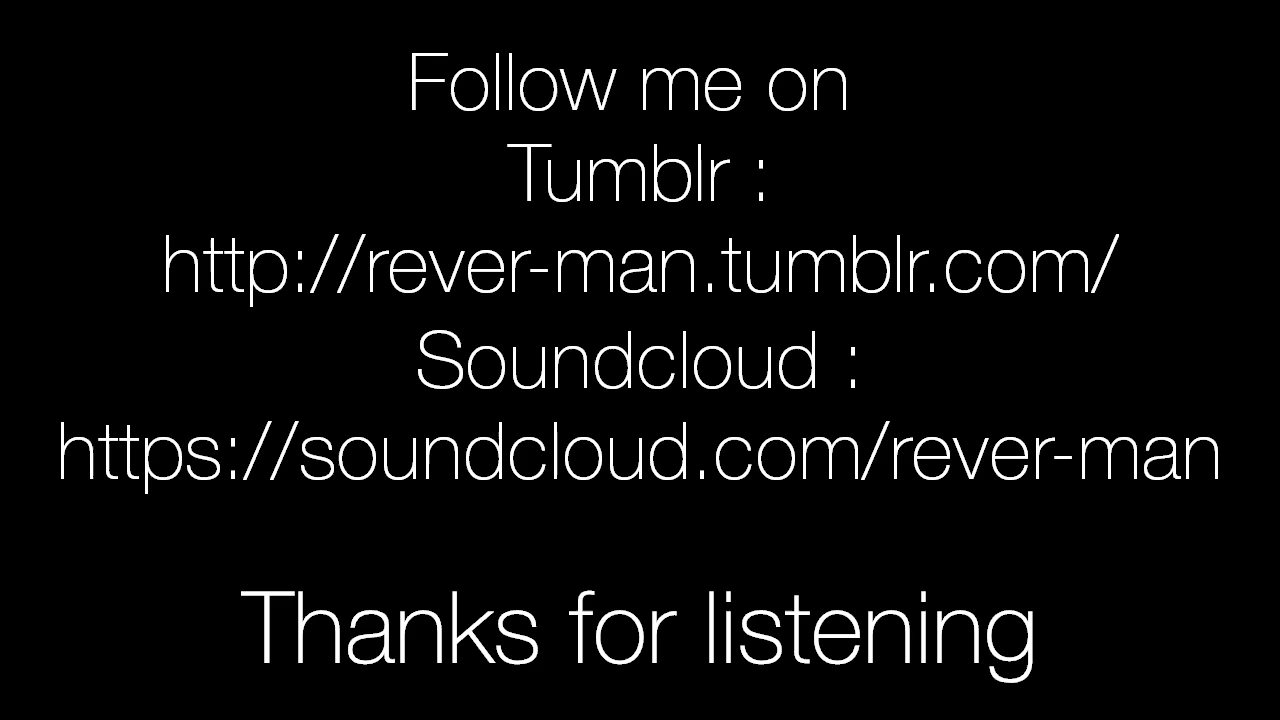 Follow me on
Tumblr :
http://rever-man.tumblr.com/
Soundcloud :
https://soundcloud.com/rever-man
Thanks for listening